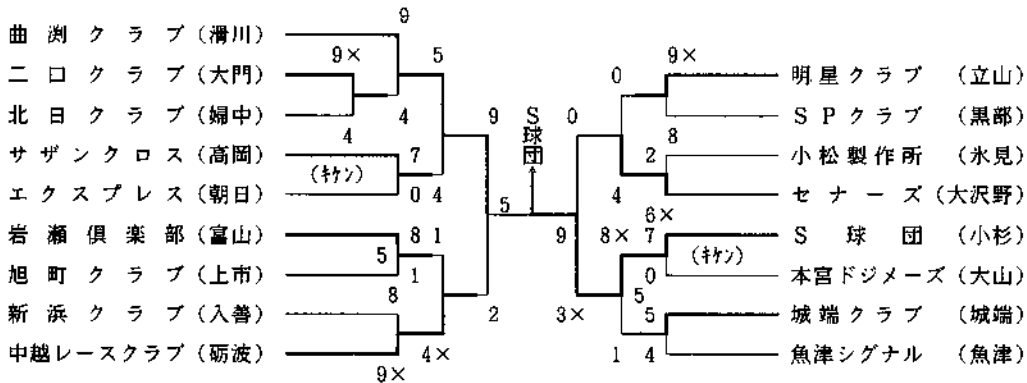 曲渕クラブ(滑川)
二口クラブ(大門)
北日クラブ(婦中)
サザンクロス(高岡)
エクスプレス(朝日)
岩瀬倶楽部(富山)
旭町クラブ(上市)
新浜クラブ(入善)
中越レースクラブ(砺波)
9
9×
5
4
4
7
(キケン)
0
4
9
5
8
1
5
1
8
2
4×
9×
S球団
0
0
9×
8
2
4
6×
9
8×
7
(キケン)
0
5
3×
5
1
4
明星クラブ(立山)
SPクラブ(黒部)
小松製作所(氷見)
セナーズ(大沢野)
S球団(小杉)
本宮ドジメーズ(大山)
城端クラブ(城端)
魚津シグナル(魚津)